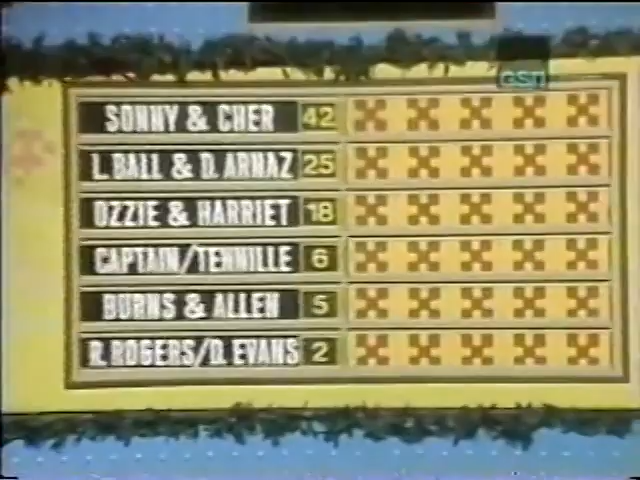 GSN
SONNY & CHER 42
L. BALL & D. ARNAZ 25
OZZIE & HARRIET 18
CAPTAIN/TENNILLE 6
BURNS & ALLEN 5
R. ROGERS/D. EVANS 2